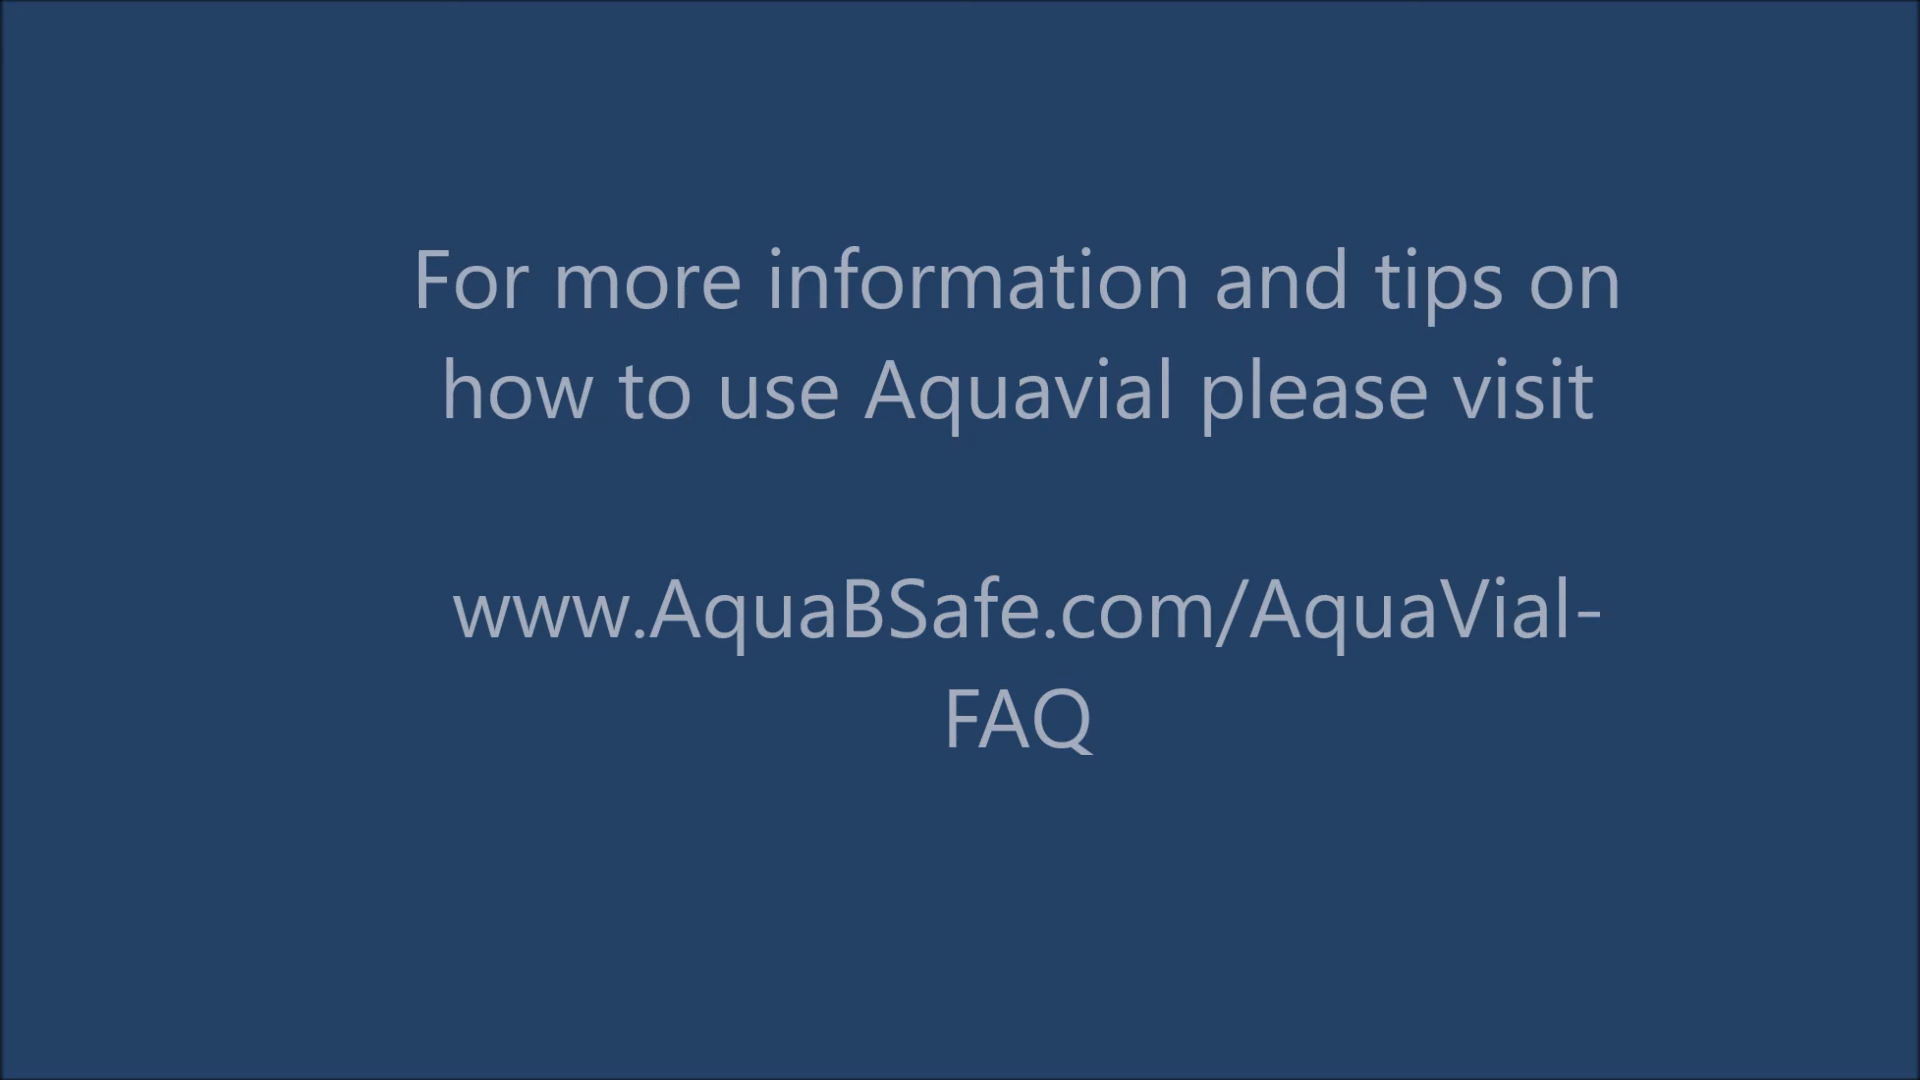 For more information and tips on
how to use Aquavial please visit
www.AquaBSafe.com/AquaVial-
FAQ